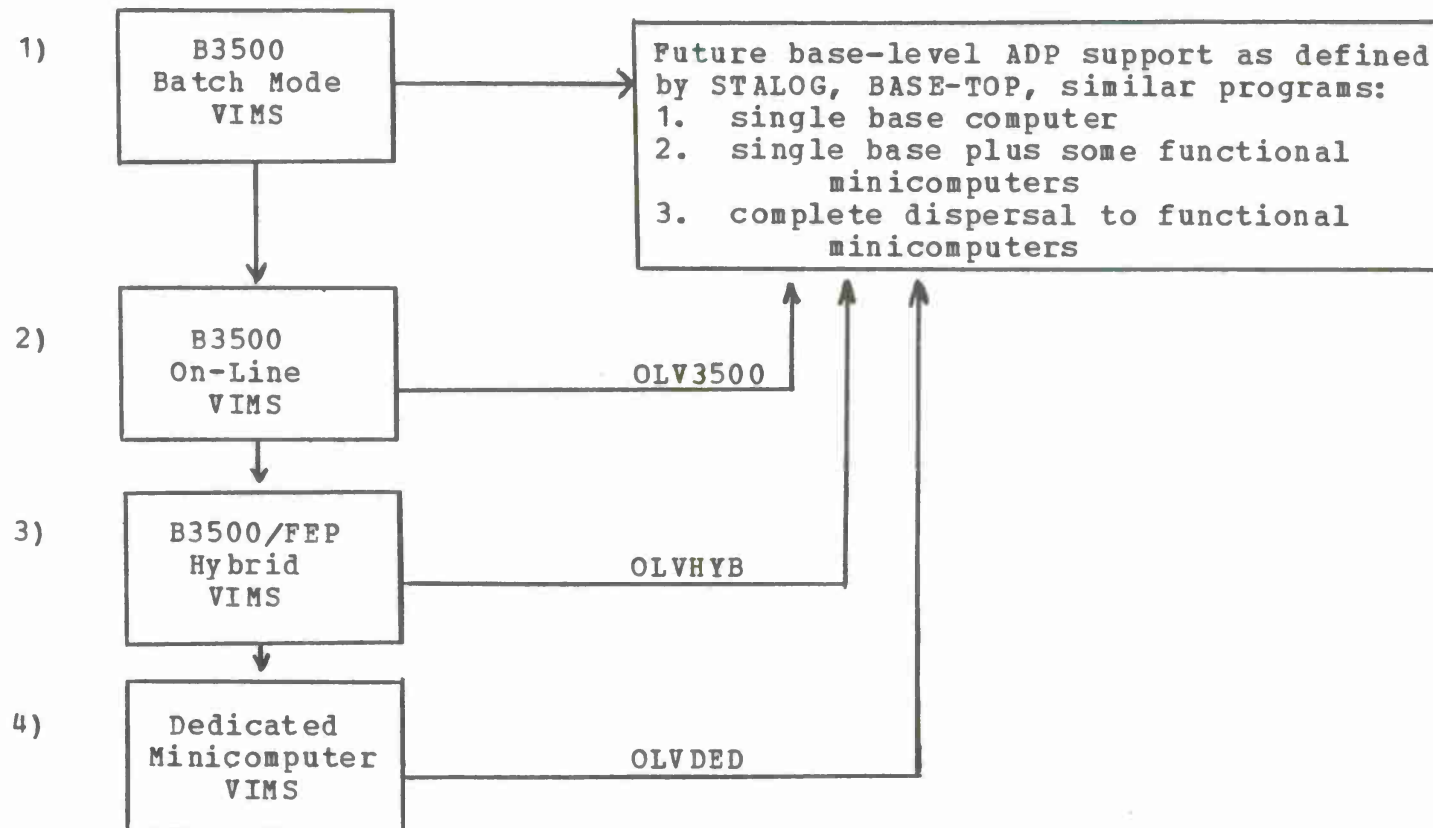 1)
B3500
Batch Mode
VIMS
Future base-level ADP support as defined
by STALOG, BASE-TOP, similar programs:
1. single base computer
2. single base plus some functional
minicomputers
3. complete dispersal to functional
minicomputers
2)
B3500
On-Line
VIMS
OLV3500
3)
B3500/FEP
Hybrid
VIMS
OLVHYB
4)
Dedicated
Minicomputer
VIMS
OLVDED